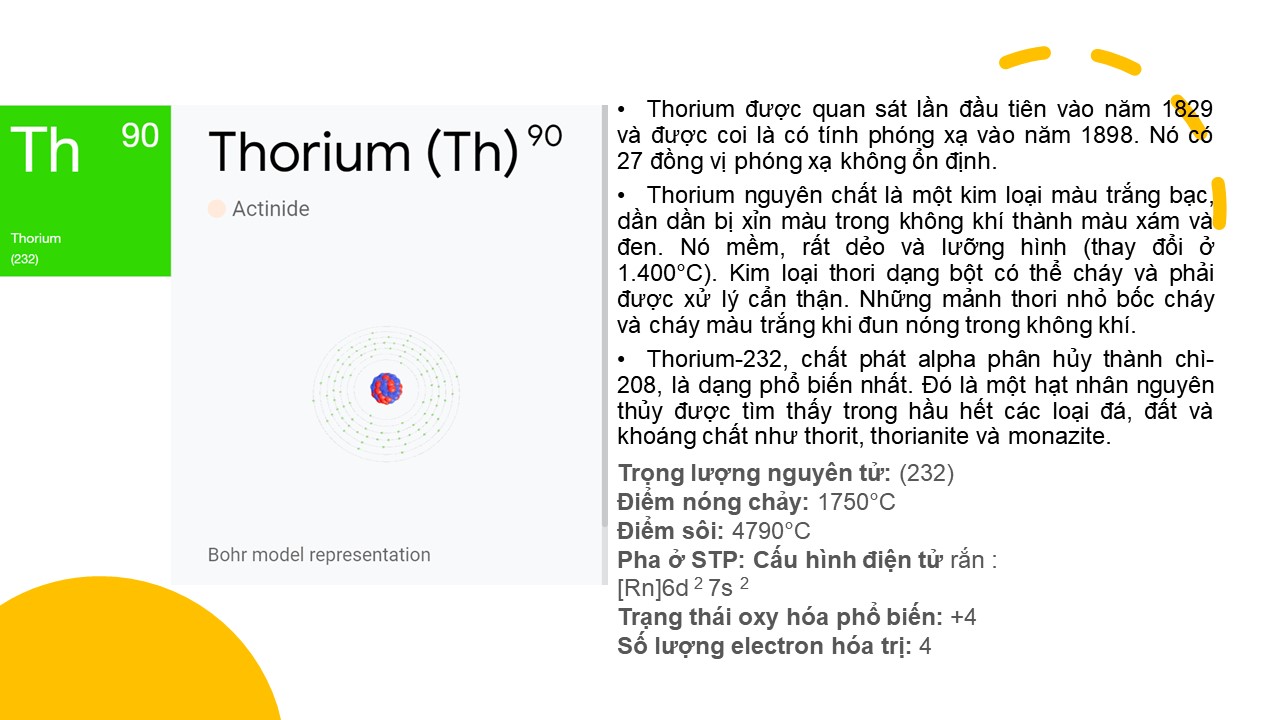 Th 90
Thorium
(232)
Thorium (Th) 90
Actinide
Bohr model representation
• Thorium được quan sát lần đầu tiên vào năm 1829
và được coi là có tính phóng xạ vào năm 1898. Nó có
27 đồng vị phóng xạ không ổn định.
• Thorium nguyên chất là một kim loại màu trắng bạc,
dần dần bị xỉn màu trong không khí thành màu xám và
đen. Nó mềm, rất dẻo và lưỡng hình (thay đổi ở
1.400°C). Kim loại thori dạng bột có thể cháy và phải
được xử lý cẩn thận. Những mảnh thori nhỏ bốc cháy
và cháy màu trắng khi đun nóng trong không khí.
• Thorium-232, chất phát alpha phân hủy thành chì-
208, là dạng phổ biến nhất. Đó là một hạt nhân nguyên
thủy được tìm thấy trong hầu hết các loại đá, đất và
khoáng chất như thorit, thorianite và monazite.
Trọng lượng nguyên tử: (232)
Điểm nóng chảy: 1750°C
Điểm sôi: 4790°C
Pha ở STP: Cấu hình điện tử rắn :
[Rn]6d 2 7s 2
Trạng thái oxy hóa phổ biến: +4
Số lượng electron hóa trị: 4